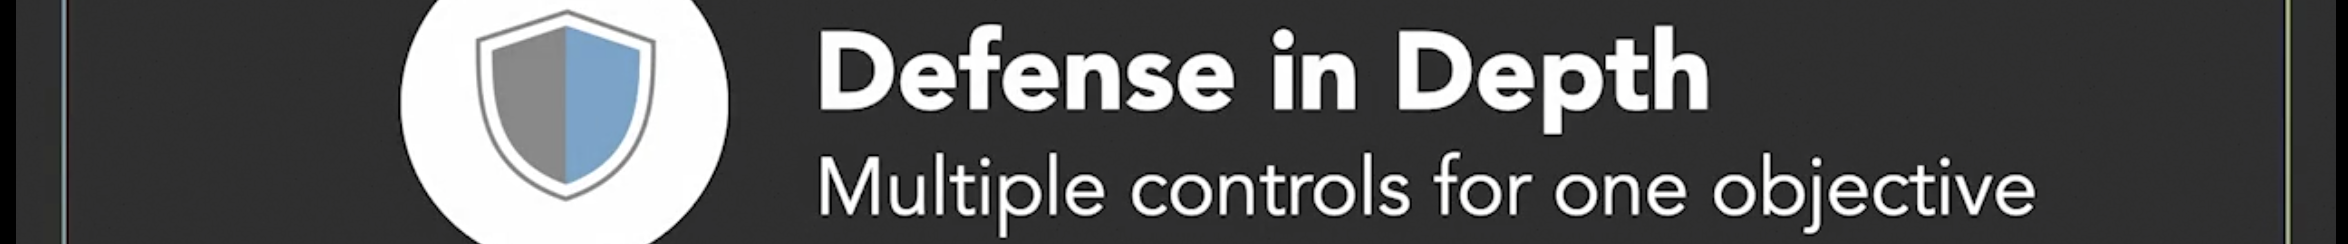 Defense in Depth
Multiple controls for one objective